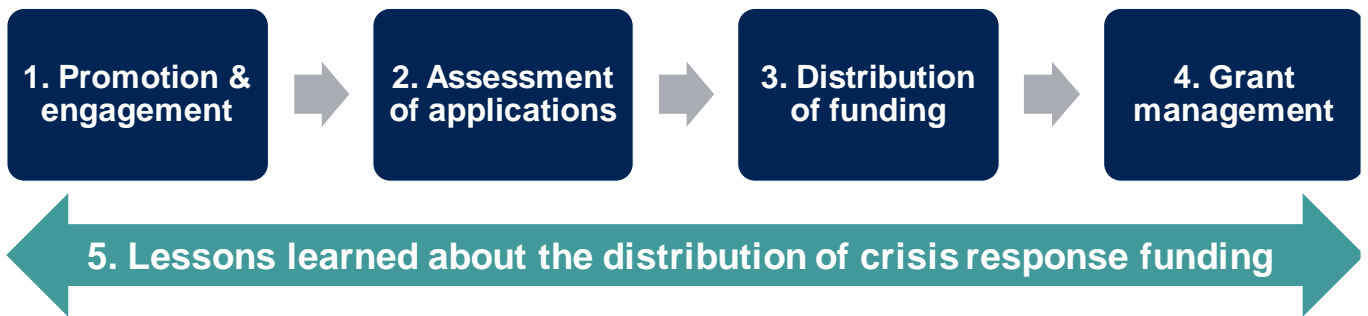 1. Promotion &
engagement
2. Assessment
of applications
3. Distribution
of funding
4. Grant
management
5. Lessons learned about the distribution of crisis response funding